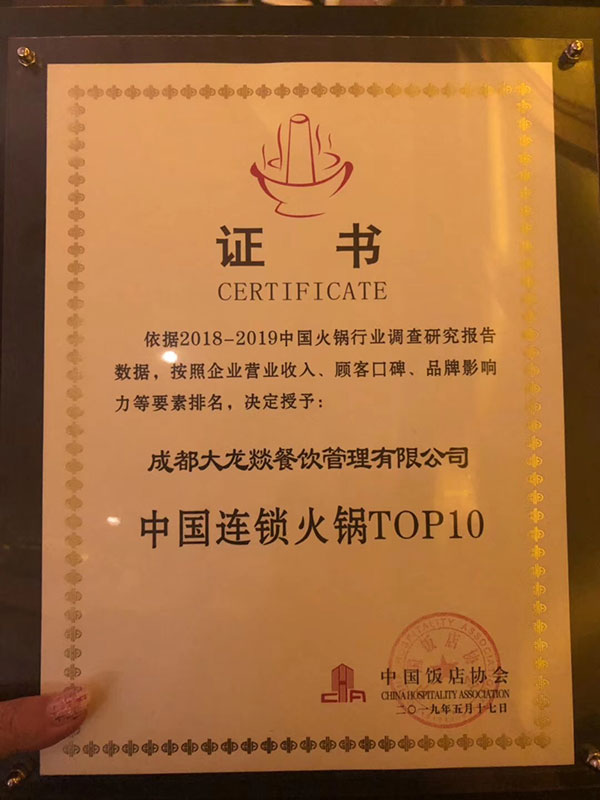 证 书
CERTIFICATE
依据2018-2019中国火锅行业调查研究报告
数据，按照企业营业收入、顾客口碑、品牌影响
力等要素排名，决定授予：
成都大龙燚餐饮管理有限公司
中国连锁火锅TOP10
中国饭店协会
CHINA HOSPITALITY ASSOCIATION
二〇一九年五月十七日
CHA